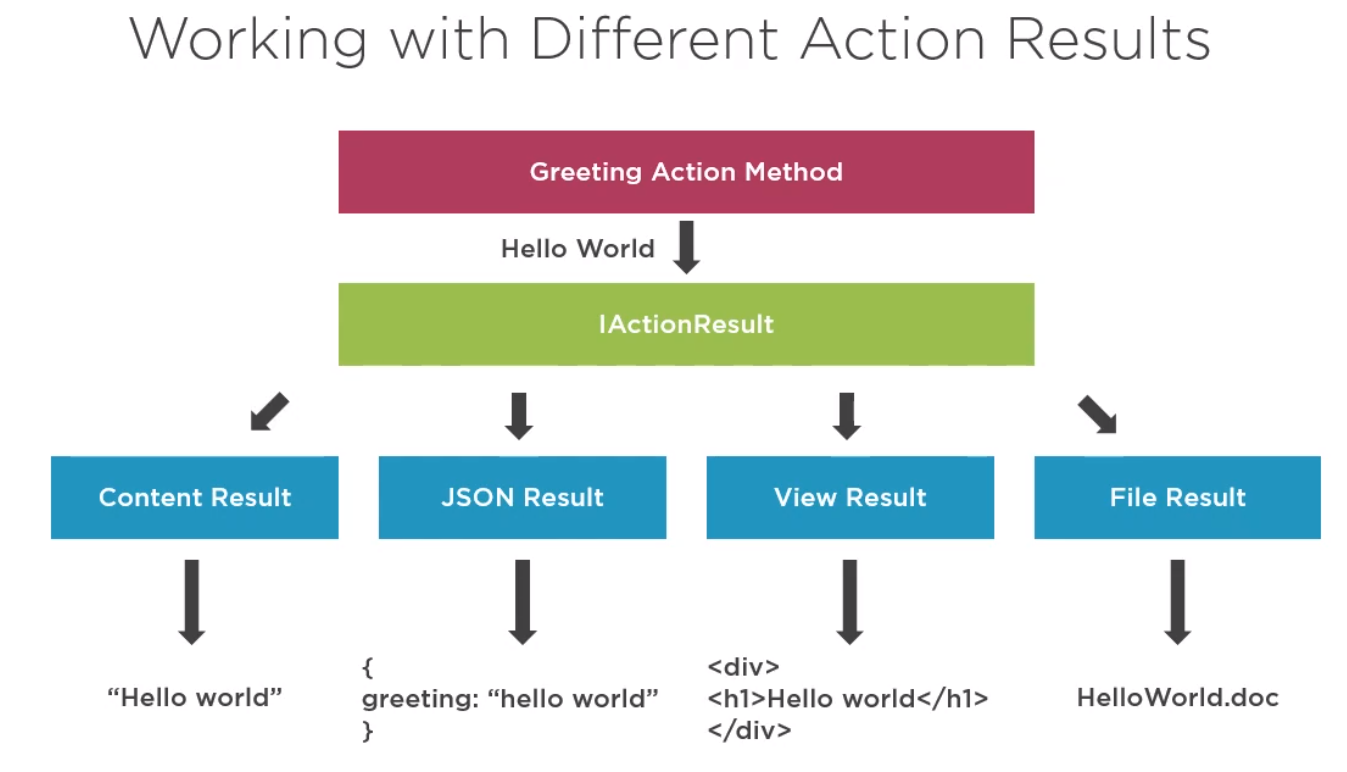 Working with Different Action Results
Greeting Action Method
Hello World
IActionResult
Content Result
JSON Result
View Result
File Result
“Hello world”
{
greeting: “hello world”
}
<div>
<h1>Hello world</h1>
</div>
HelloWorld.doc